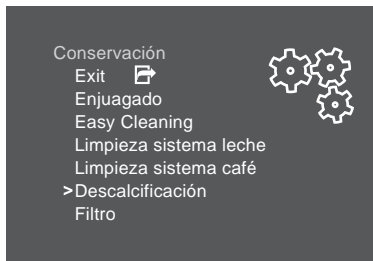 Conservación
Exit
Enjuagado
Easy Cleaning
Limpieza sistema leche
Limpieza sistema café
>Descalcificación
Filtro